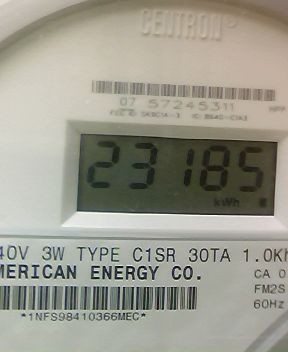 CENTRON
07 57245311
23185
kWh
40V 3W TYPE C1SR 30TA 1.0Kh
MERICAN ENERGY CO.
CA 0
FM2S
60Hz
*1NFS98410366MEC*